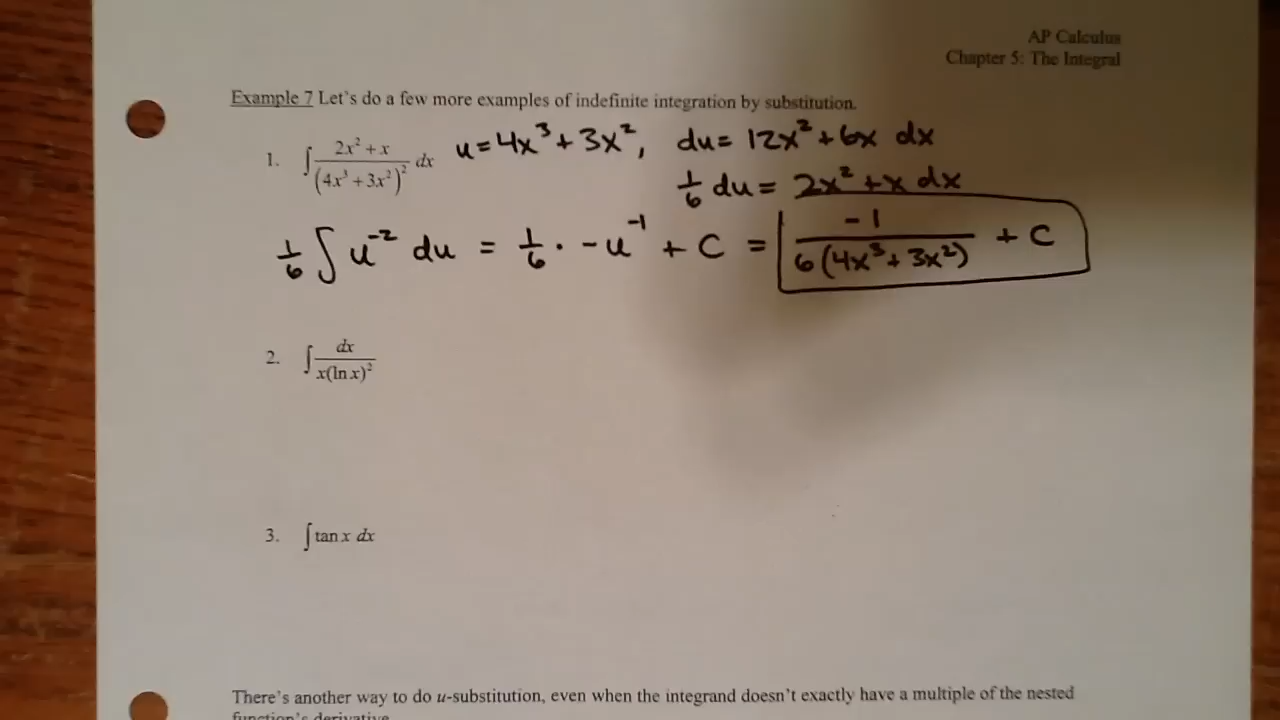 AP Calculus
Chapter 5: The Integral
Example 7 Let's do a few more examples of indefinite integration by substitution.
1. ∫ (2x² + x)/(4x³ + 3x²)² dx u = 4x³ + 3x², du = 12x² + 6x dx
1/6 du = 2x² + x dx
1/6 ∫ u⁻² du = 1/6 · -u⁻¹ + C = -1/(6(4x³ + 3x²)) + C
2. ∫ dx/(x(ln x)²)
3. ∫ tan x dx
There's another way to do u-substitution, even when the integrand doesn't exactly have a multiple of the nested
function's derivative